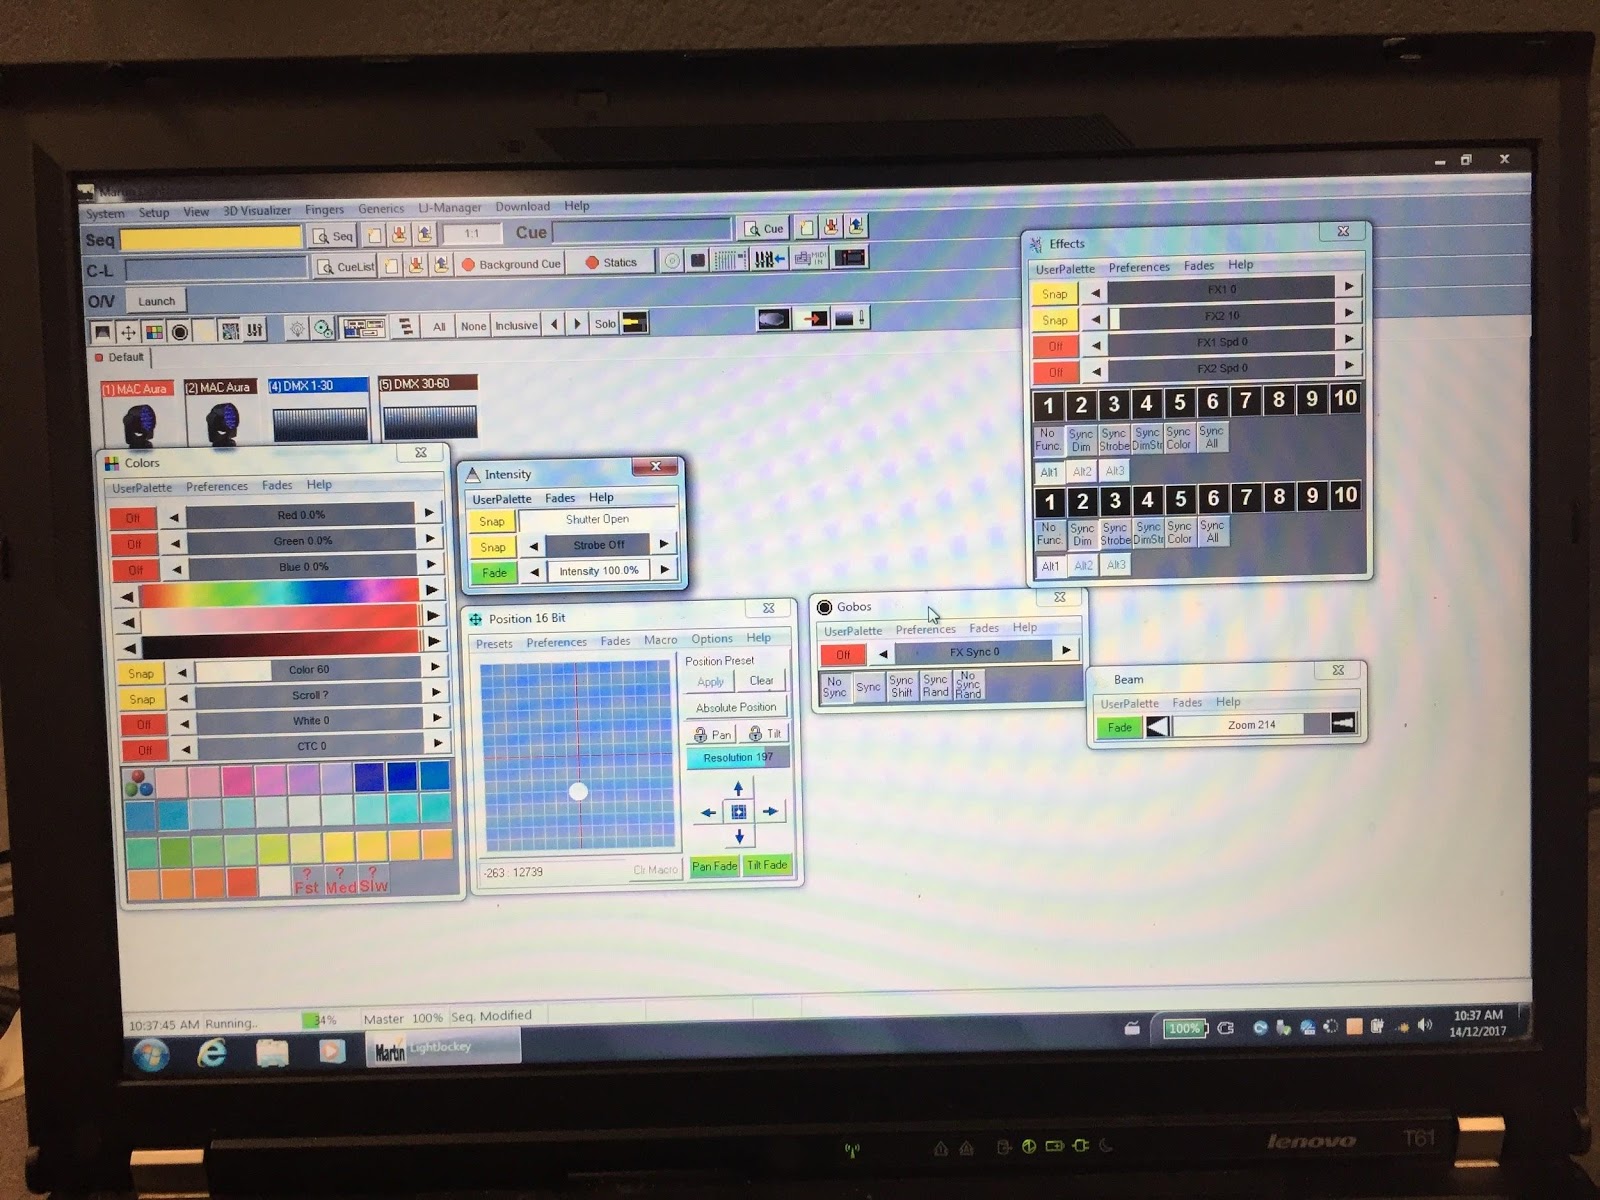 System Setup View 3D Visualizer Fingers Generics LJ-Manager Download Help
Seq Seq 1:1 Cue Cue
C-L CueList Background Cue Statics MIDI IN
O/V Launch
All None Inclusive Solo
Default
[1] MAC Aura [2] MAC Aura [4] DMX 1-30 [5] DMX 30-60
Colors
UserPalette Preferences Fades Help
Off Red 0.0%
Off Green 0.0%
Off Blue 0.0%
Snap Color 60
Snap Scroll ?
Off White 0
Off CTC 0
? ? ?
Fst Med Slw
Intensity
UserPalette Fades Help
Snap Shutter Open
Snap Strobe Off
Fade Intensity 100.0%
Position 16 Bit
Presets Preferences Fades Macro Options Help
Position Preset
Apply Clear
Absolute Position
Pan Tilt
Resolution 197
-263 : 12739 Clr Macro Pan Fade Tilt Fade
Effects
UserPalette Preferences Fades Help
Snap FX1 0
Snap FX2 10
Off FX1 Spd 0
Off FX2 Spd 0
1 2 3 4 5 6 7 8 9 10
No Func. Sync Dim Sync Strobe Sync DimStr Sync Color Sync All
Alt1 Alt2 Alt3
1 2 3 4 5 6 7 8 9 10
No Func. Sync Dim Sync Strobe Sync DimStr Sync Color Sync All
Alt1 Alt2 Alt3
Gobos
UserPalette Preferences Fades Help
Off FX Sync 0
No Sync Sync Sync Shift Sync Rand No Sync Rand
Beam
UserPalette Fades Help
Fade Zoom 214
10:37:45 AM Running.. 34% Master 100% Seq. Modified
Martin LightJockey
100%
10:37 AM
14/12/2017
lenovo T61